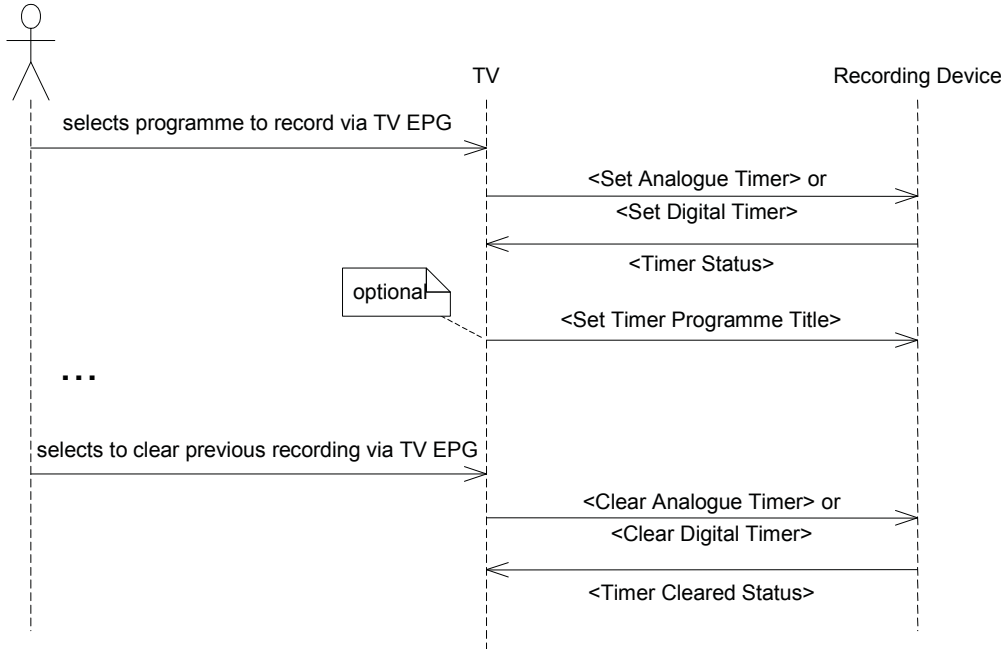 TV
Recording Device
selects programme to record via TV EPG
<Set Analogue Timer> or
<Set Digital Timer>
<Timer Status>
optional
<Set Timer Programme Title>
...
selects to clear previous recording via TV EPG
<Clear Analogue Timer> or
<Clear Digital Timer>
<Timer Cleared Status>